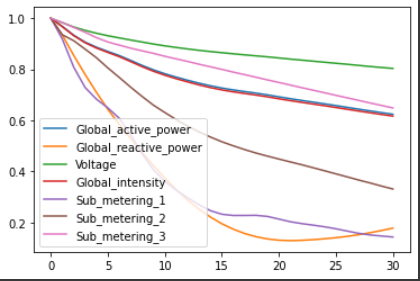 1.0
0.8
0.6
0.4
0.2
Global_active_power
Global_reactive_power
Voltage
Global_intensity
Sub_metering_1
Sub_metering_2
Sub_metering_3
0 5 10 15 20 25 30